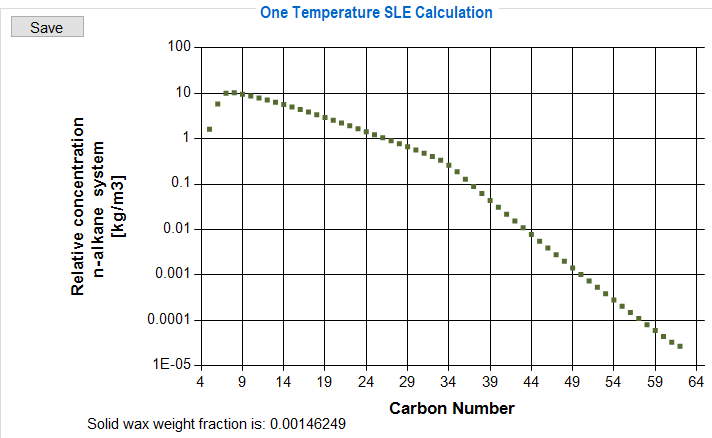 One Temperature SLE Calculation
Save
Relative concentration
n-alkane system
[kg/m3]
100
10
1
0.1
0.01
0.001
0.0001
1E-05
4 9 14 19 24 29 34 39 44 49 54 59 64
Carbon Number
Solid wax weight fraction is: 0.00146249